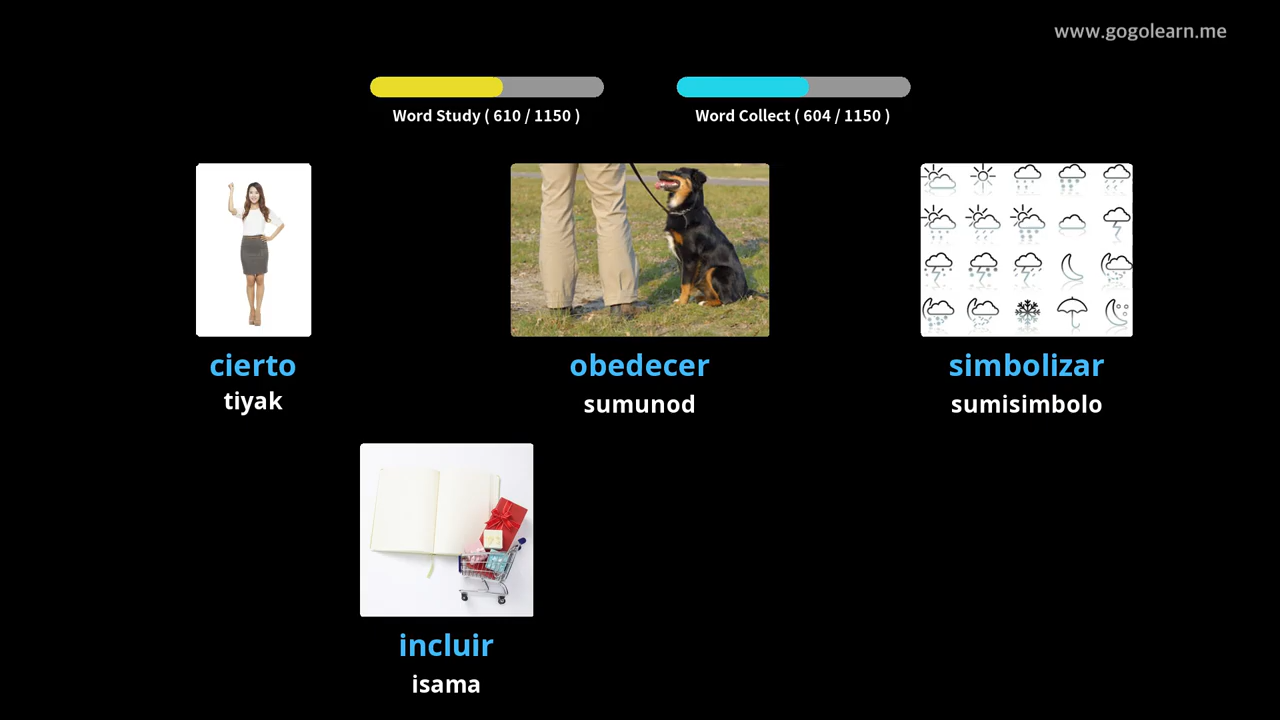 www.gogolearn.me
Word Study ( 610 / 1150 )
Word Collect ( 604 / 1150 )
cierto
tiyak
obedecer
sumunod
simbolizar
sumisimbolo
incluir
isama